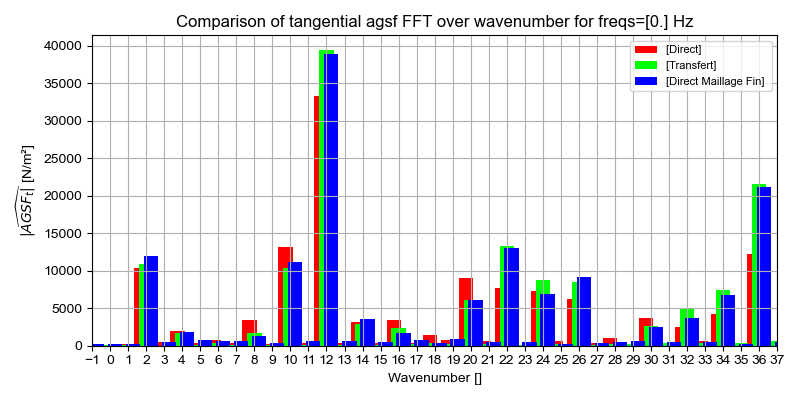 Comparison of tangential agsf FFT over wavenumber for freqs=[0.] Hz
|AGSF_t| [N/m²]
40000
35000
30000
25000
20000
15000
10000
5000
0
[Direct]
[Transfert]
[Direct Maillage Fin]
−1 0 1 2 3 4 5 6 7 8 9 10 11 12 13 14 15 16 17 18 19 20 21 22 23 24 25 26 27 28 29 30 31 32 33 34 35 36 37
Wavenumber []